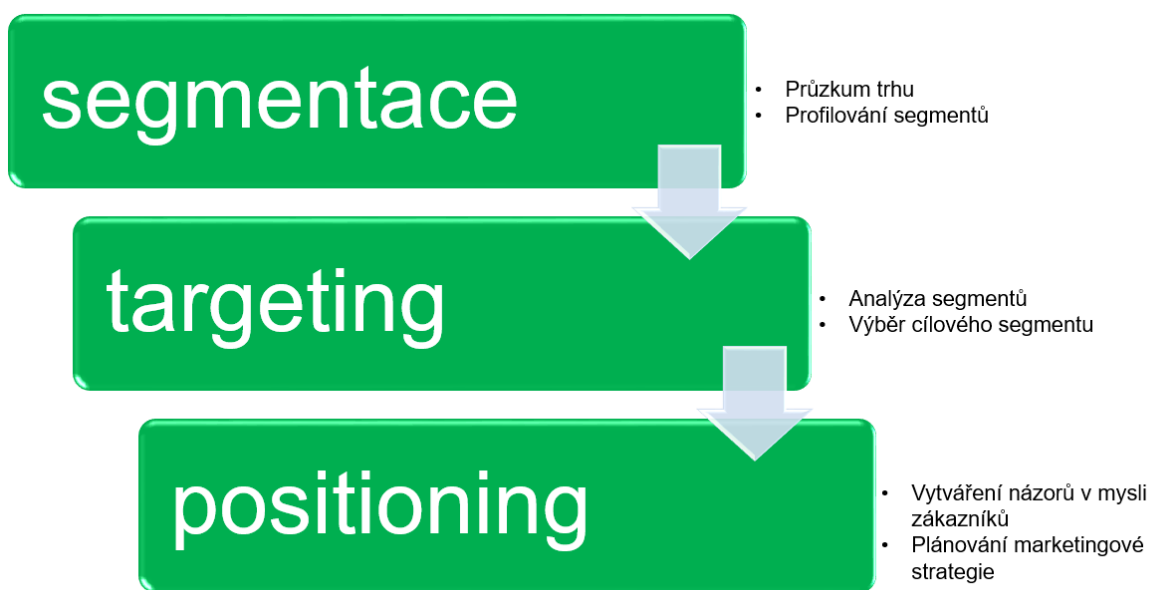 segmentace
• Průzkum trhu
• Profilování segmentů
targeting
• Analýza segmentů
• Výběr cílového segmentu
positioning
• Vytváření názorů v mysli
zákazníků
• Plánování marketingové
strategie